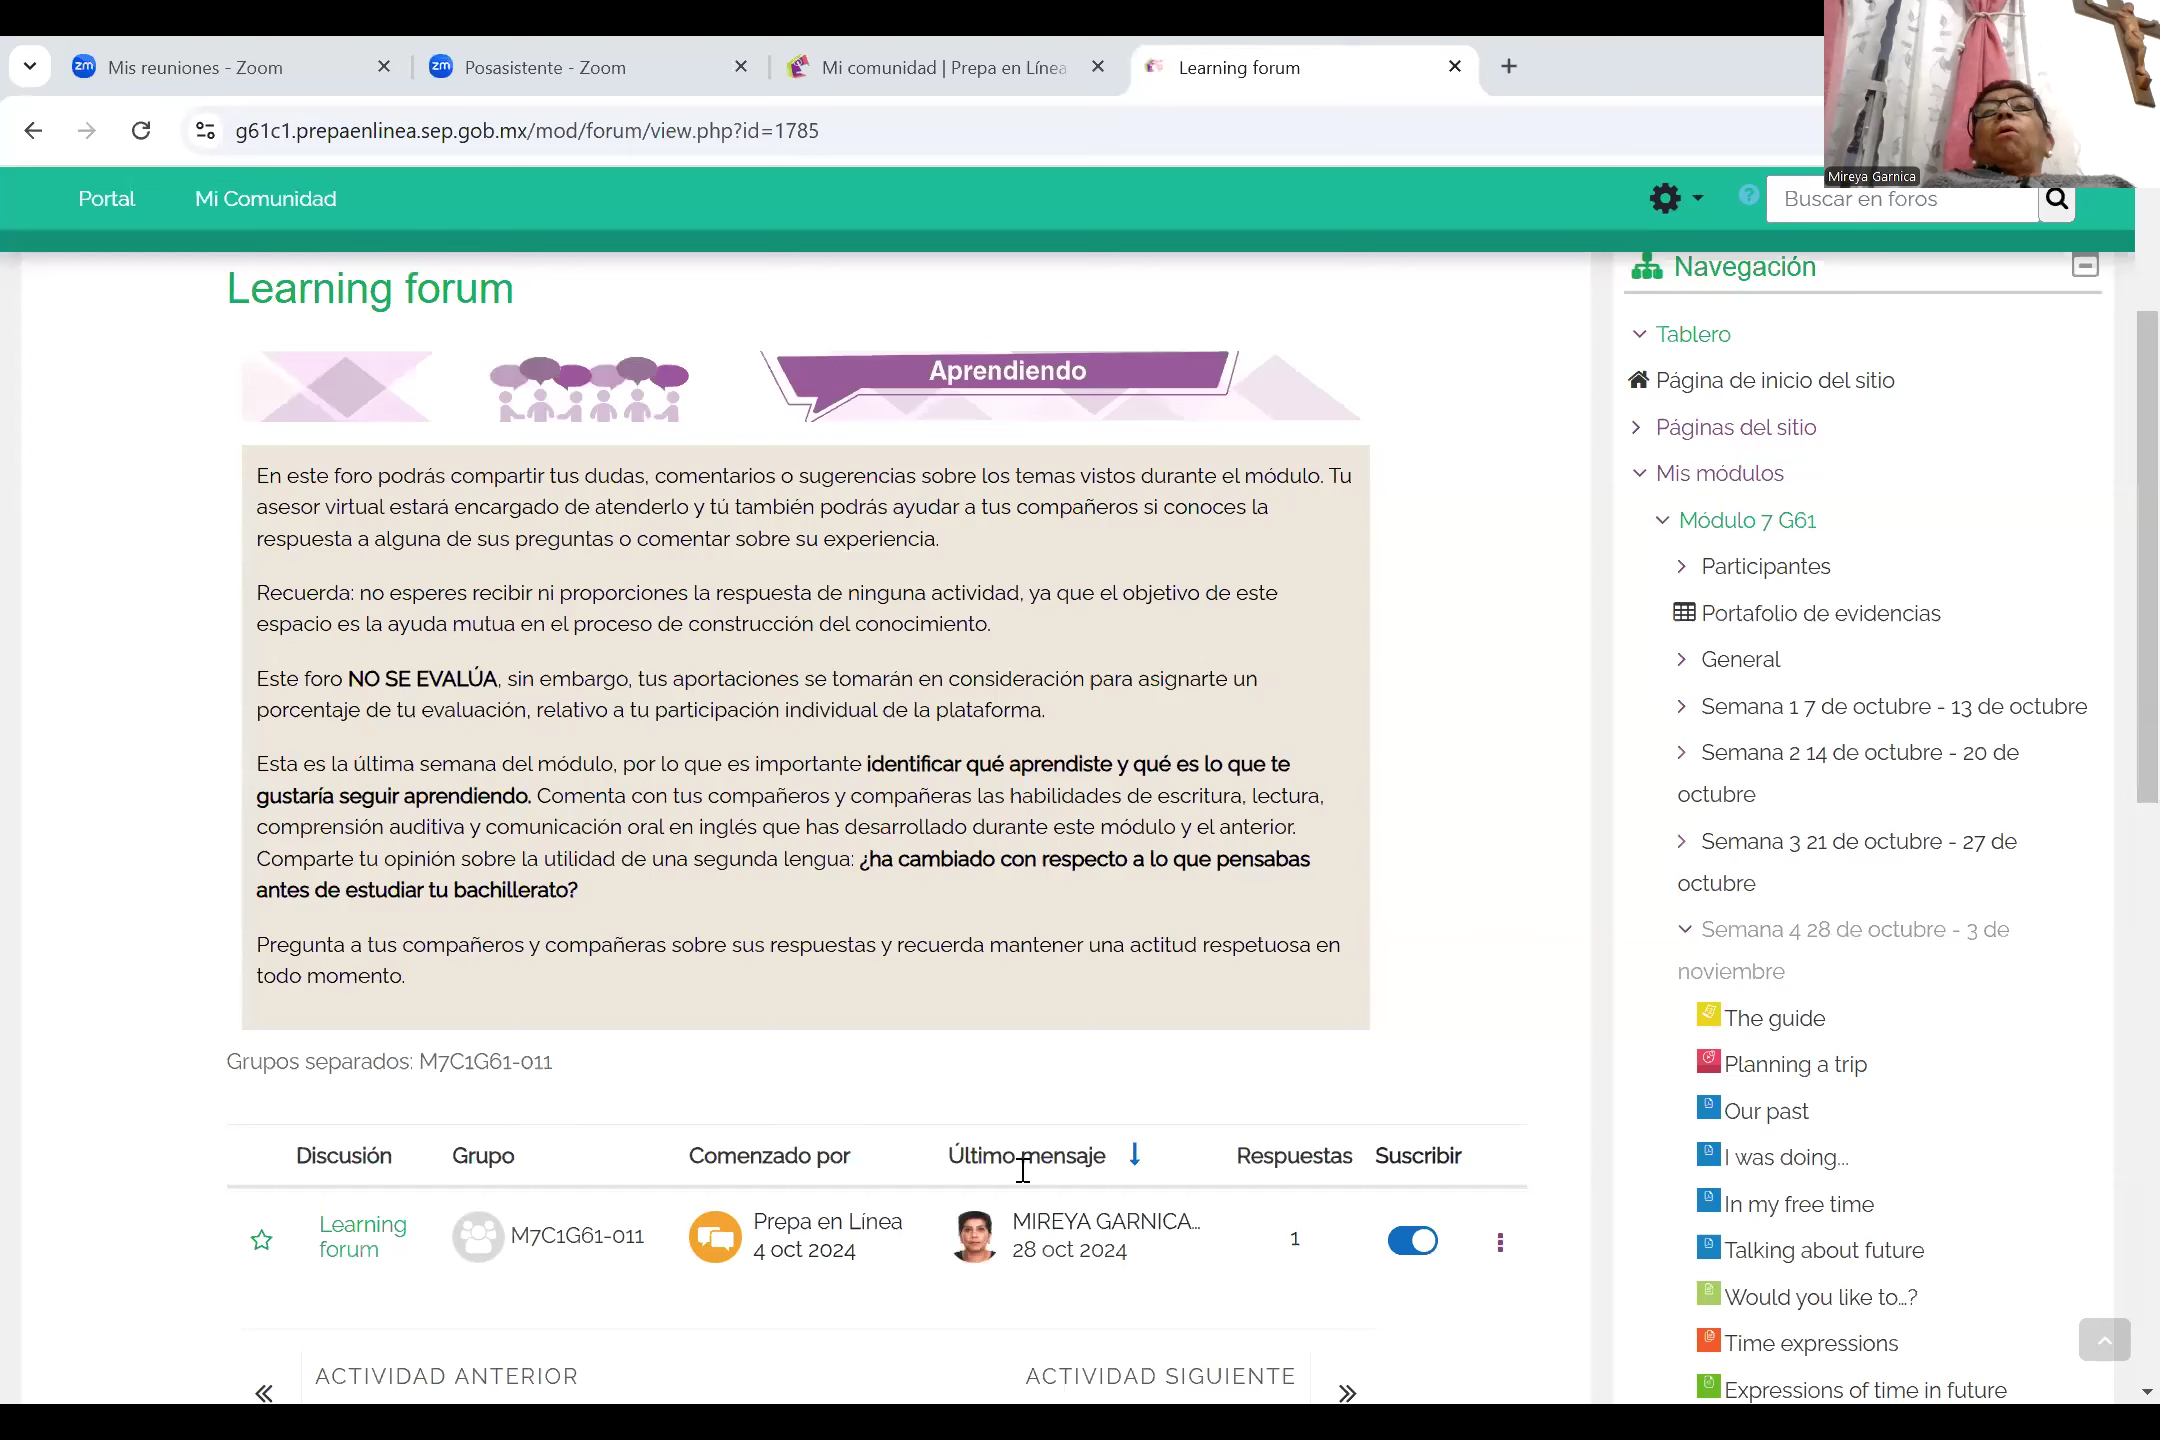 Mis reuniones - Zoom
Posasistente - Zoom
Mi comunidad | Prepa en Línea
Learning forum
g61c1.prepaenlinea.sep.gob.mx/mod/forum/view.php?id=1785
Mireya Garnica
Portal
Mi Comunidad
Buscar en foros
Learning forum
Aprendiendo
En este foro podrás compartir tus dudas, comentarios o sugerencias sobre los temas vistos durante el módulo. Tu
asesor virtual estará encargado de atenderlo y tú también podrás ayudar a tus compañeros si conoces la
respuesta a alguna de sus preguntas o comentar sobre su experiencia.
Recuerda: no esperes recibir ni proporciones la respuesta de ninguna actividad, ya que el objetivo de este
espacio es la ayuda mutua en el proceso de construcción del conocimiento.
Este foro NO SE EVALÚA, sin embargo, tus aportaciones se tomarán en consideración para asignarte un
porcentaje de tu evaluación, relativo a tu participación individual de la plataforma.
Esta es la última semana del módulo, por lo que es importante identificar qué aprendiste y qué es lo que te
gustaría seguir aprendiendo. Comenta con tus compañeros y compañeras las habilidades de escritura, lectura,
comprensión auditiva y comunicación oral en inglés que has desarrollado durante este módulo y el anterior.
Comparte tu opinión sobre la utilidad de una segunda lengua: ¿ha cambiado con respecto a lo que pensabas
antes de estudiar tu bachillerato?
Pregunta a tus compañeros y compañeras sobre sus respuestas y recuerda mantener una actitud respetuosa en
todo momento.
Grupos separados: M7C1G61-011
Discusión Grupo Comenzado por Último mensaje Respuestas Suscribir
Learning
forum
M7C1G61-011
Prepa en Línea
4 oct 2024
MIREYA GARNICA...
28 oct 2024
1
ACTIVIDAD ANTERIOR
ACTIVIDAD SIGUIENTE
Navegación
Tablero
Página de inicio del sitio
Páginas del sitio
Mis módulos
Módulo 7 G61
Participantes
Portafolio de evidencias
General
Semana 1 7 de octubre - 13 de octubre
Semana 2 14 de octubre - 20 de
octubre
Semana 3 21 de octubre - 27 de
octubre
Semana 4 28 de octubre - 3 de
noviembre
The guide
Planning a trip
Our past
I was doing...
In my free time
Talking about future
Would you like to...?
Time expressions
Expressions of time in future